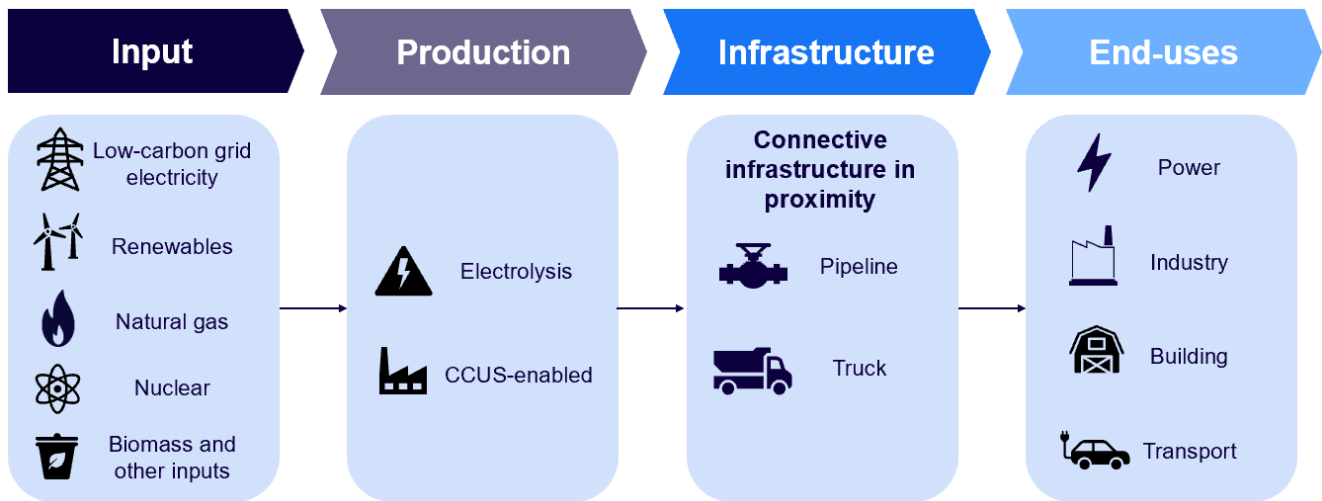 Input
Production
Infrastructure
End-uses
Low-carbon grid
electricity
Renewables
Natural gas
Nuclear
Biomass and
other inputs
Electrolysis
CCUS-enabled
Connective
infrastructure in
proximity
Pipeline
Truck
Power
Industry
Building
Transport